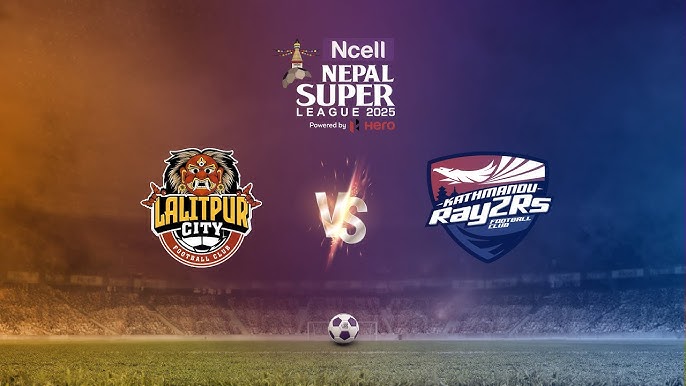 Ncell
NEPAL
SUPER
LEAGUE 2025
Powered by Hero
LALITPUR
CITY
FOOTBALL CLUB
VS
KATHMANDU
RayZRs
FOOTBALL
CLUB